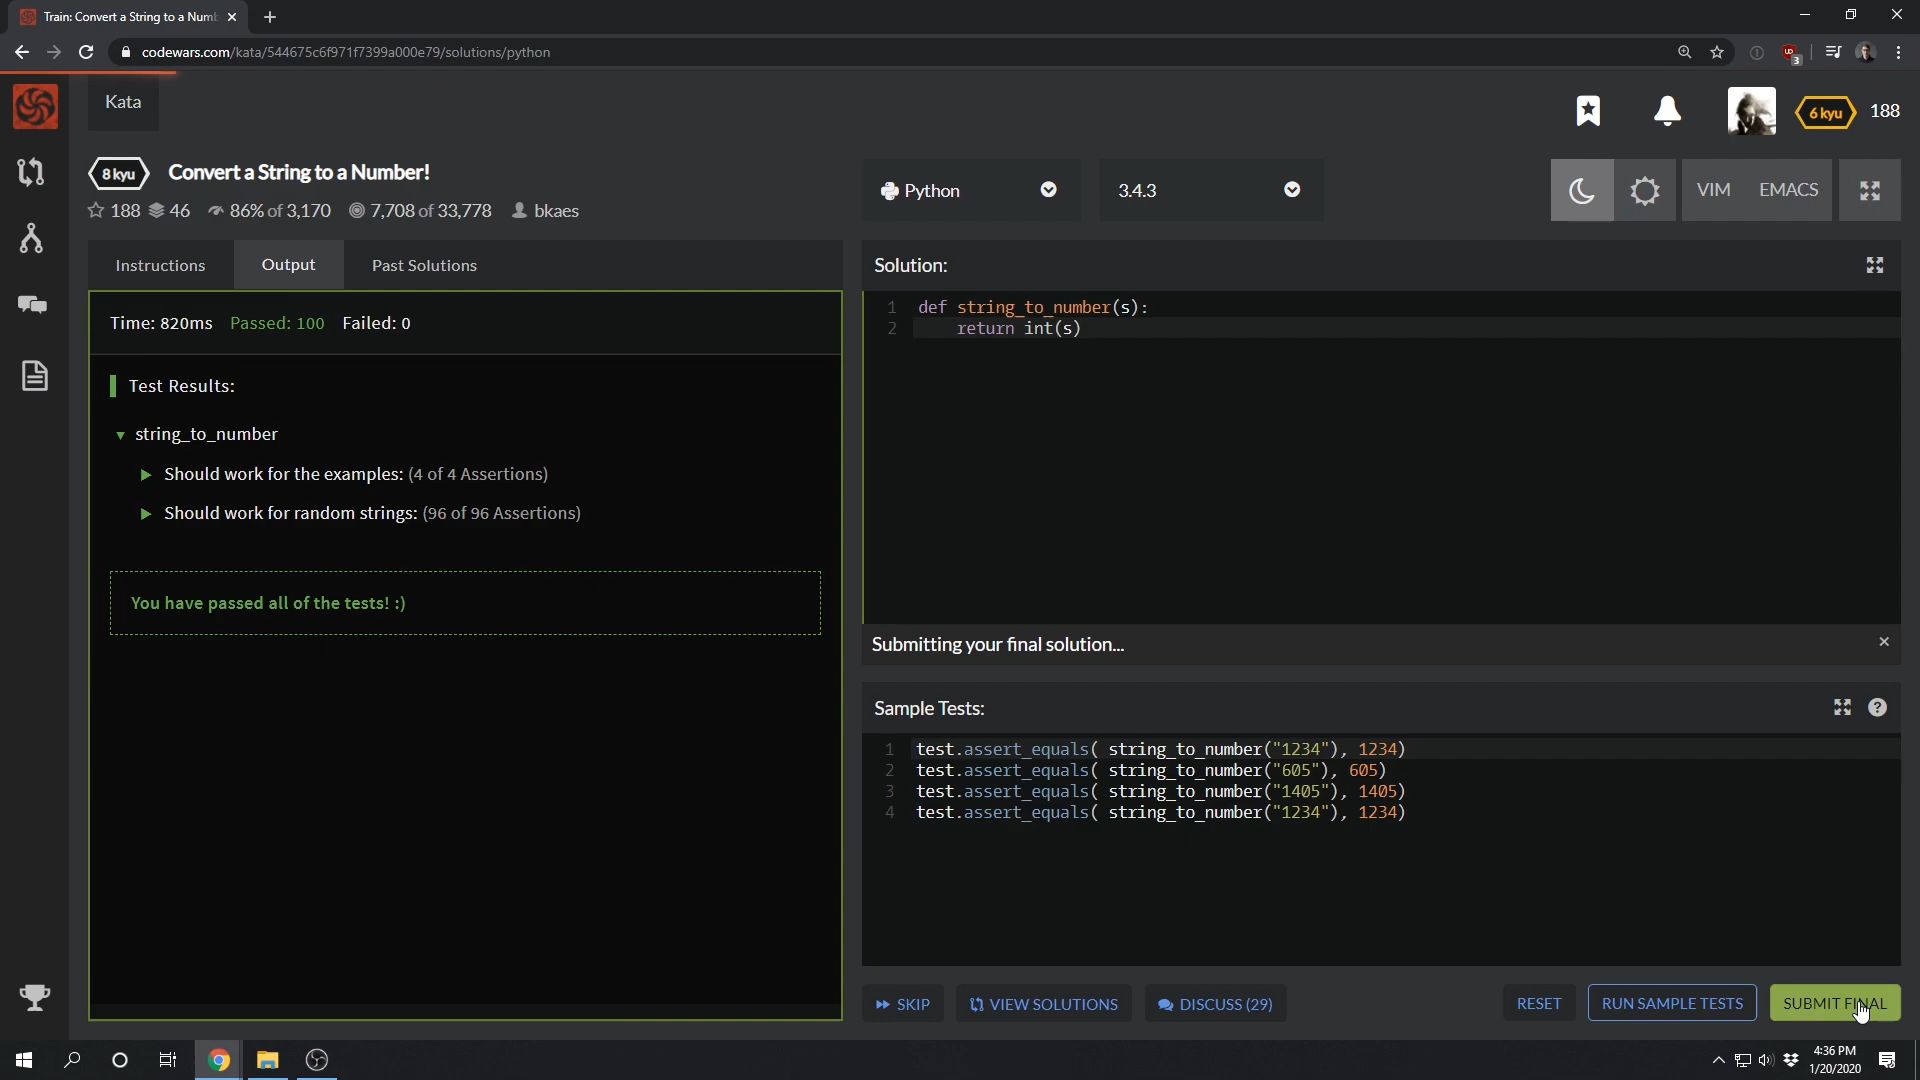 Train: Convert a String to a Numb
codewars.com/kata/544675c6f971f7399a000e79/solutions/python
3
Kata
6 kyu 188
8 kyu Convert a String to a Number!
188 46 86% of 3,170 7,708 of 33,778 bkaes
Python 3.4.3
VIM EMACS
Instructions Output Past Solutions
Time: 820ms Passed: 100 Failed: 0
Test Results:
string_to_number
Should work for the examples: (4 of 4 Assertions)
Should work for random strings: (96 of 96 Assertions)
You have passed all of the tests! :)
Solution:
1 def string_to_number(s):
2 return int(s)
Submitting your final solution...
Sample Tests:
1 test.assert_equals( string_to_number("1234"), 1234)
2 test.assert_equals( string_to_number("605"), 605)
3 test.assert_equals( string_to_number("1405"), 1405)
4 test.assert_equals( string_to_number("1234"), 1234)
SKIP VIEW SOLUTIONS DISCUSS (29) RESET RUN SAMPLE TESTS SUBMIT FINAL
4:36 PM
1/20/2020